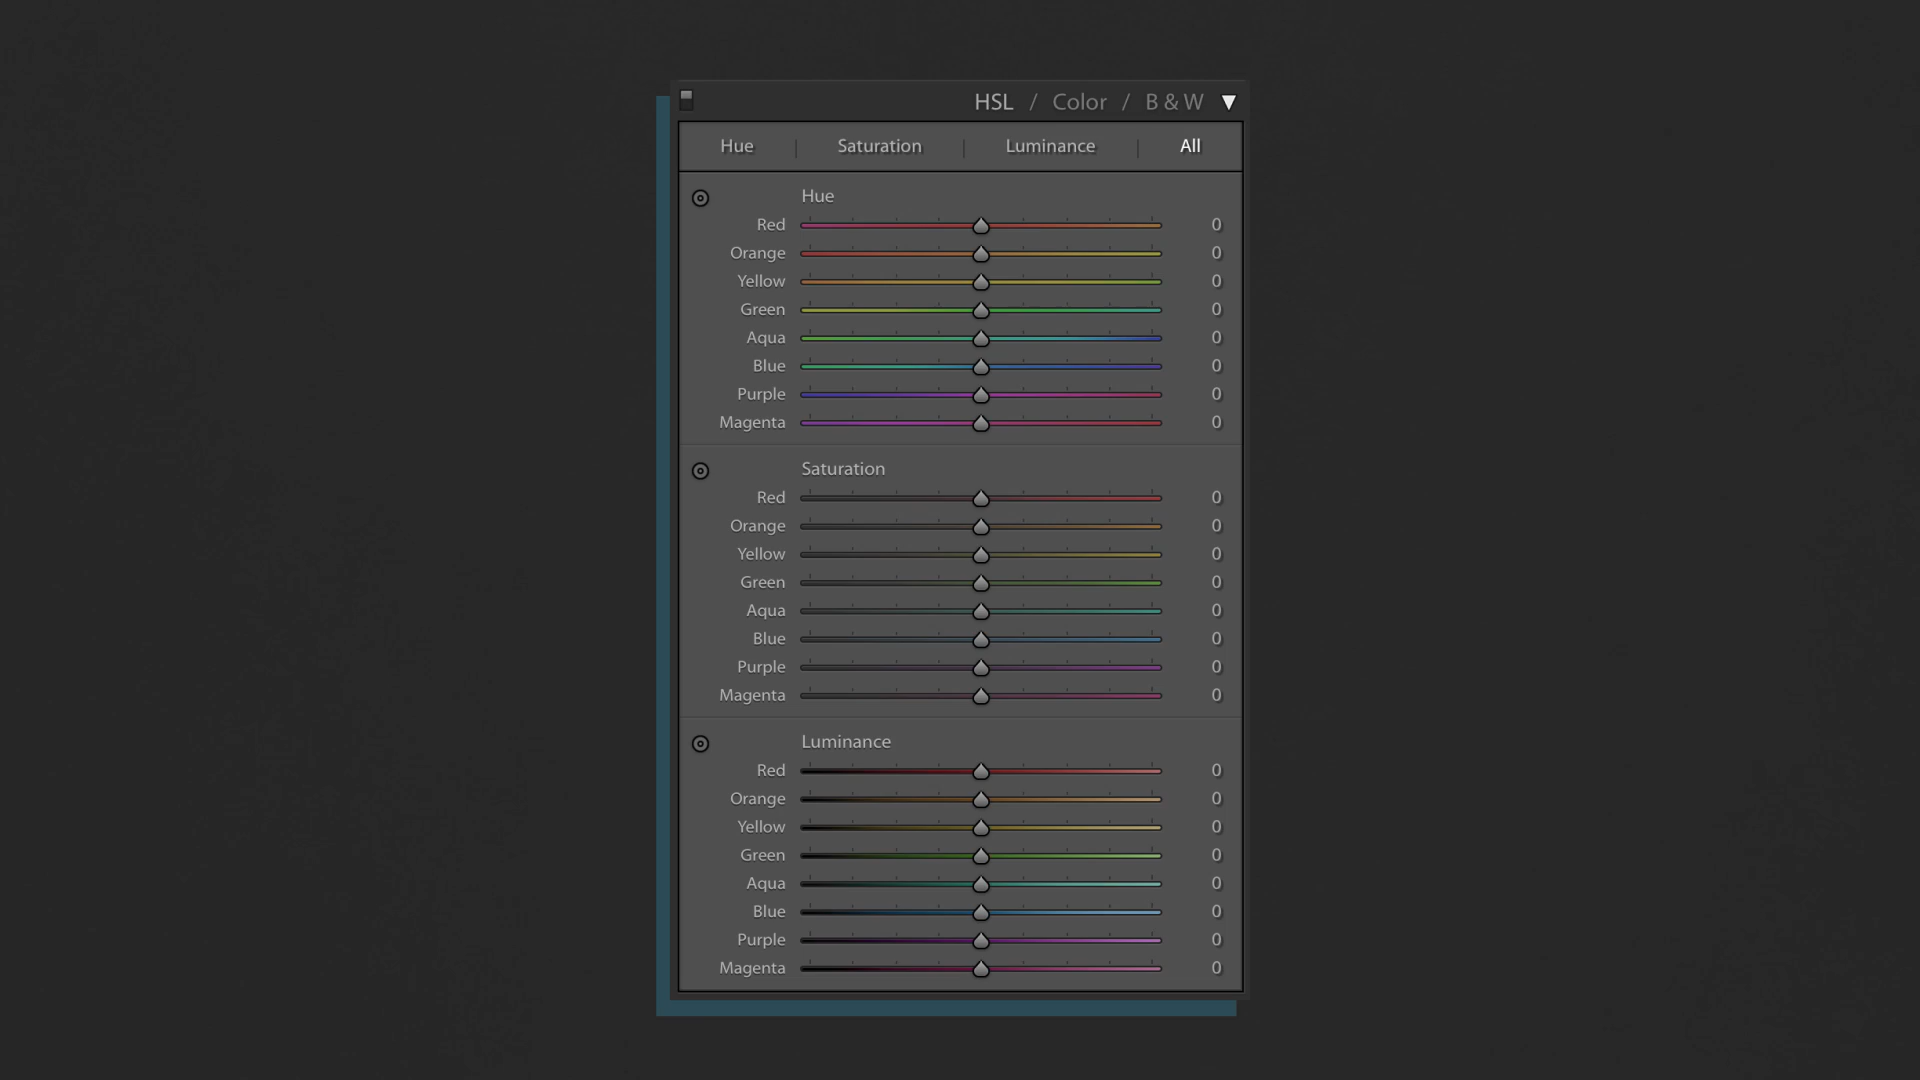 HSL / Color / B & W
Hue | Saturation | Luminance | All
Hue
Red 0
Orange 0
Yellow 0
Green 0
Aqua 0
Blue 0
Purple 0
Magenta 0
Saturation
Red 0
Orange 0
Yellow 0
Green 0
Aqua 0
Blue 0
Purple 0
Magenta 0
Luminance
Red 0
Orange 0
Yellow 0
Green 0
Aqua 0
Blue 0
Purple 0
Magenta 0